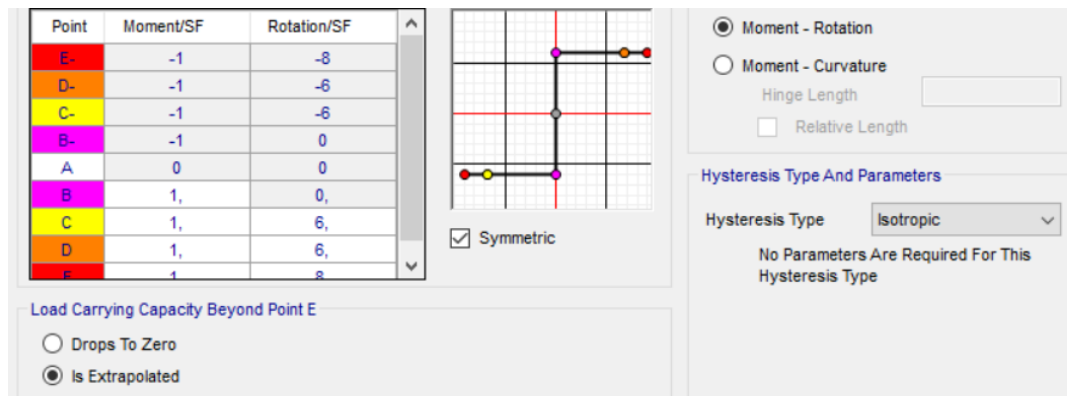 Point Moment/SF Rotation/SF
E- -1 -8
D- -1 -6
C- -1 -6
B- -1 0
A 0 0
B 1, 0,
C 1, 6,
D 1, 6,
E 1 8
Symmetric
Load Carrying Capacity Beyond Point E
Drops To Zero
Is Extrapolated
Moment - Rotation
Moment - Curvature
Hinge Length
Relative Length
Hysteresis Type And Parameters
Hysteresis Type Isotropic
No Parameters Are Required For This
Hysteresis Type